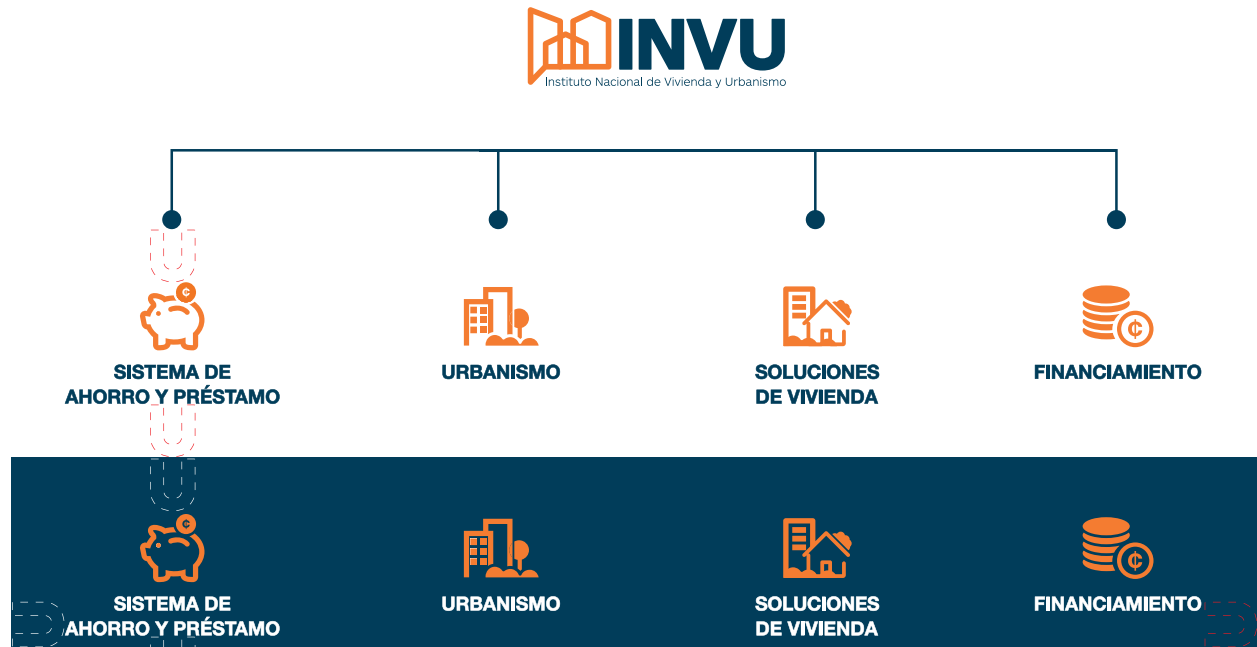 INVU
Instituto Nacional de Vivienda y Urbanismo
SISTEMA DE
AHORRO Y PRÉSTAMO
URBANISMO
SOLUCIONES
DE VIVIENDA
FINANCIAMIENTO
SISTEMA DE
AHORRO Y PRÉSTAMO
URBANISMO
SOLUCIONES
DE VIVIENDA
FINANCIAMIENTO